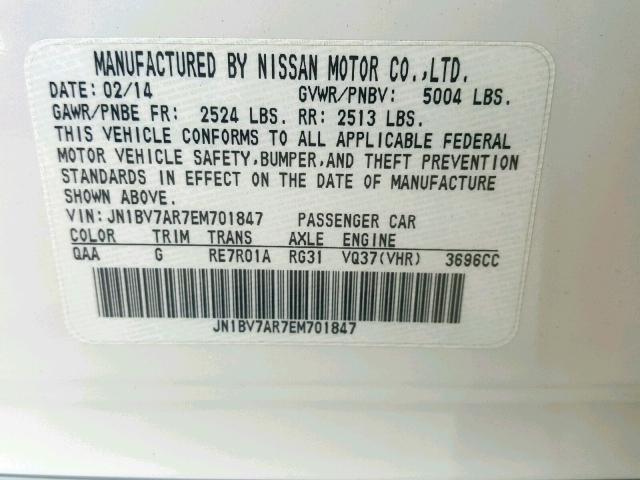 MANUFACTURED BY NISSAN MOTOR CO.,LTD.
DATE: 02/14 GVWR/PNBV: 5004 LBS.
GAWR/PNBE FR: 2524 LBS. RR: 2513 LBS.
THIS VEHICLE CONFORMS TO ALL APPLICABLE FEDERAL
MOTOR VEHICLE SAFETY,BUMPER,AND THEFT PREVENTION
STANDARDS IN EFFECT ON THE DATE OF MANUFACTURE
SHOWN ABOVE.
VIN:JN1BV7AR7EM701847 PASSENGER CAR
COLOR TRIM TRANS AXLE ENGINE
QAA G RE7R01A RG31 VQ37(VHR) 3696CC
JN1BV7AR7EM701847